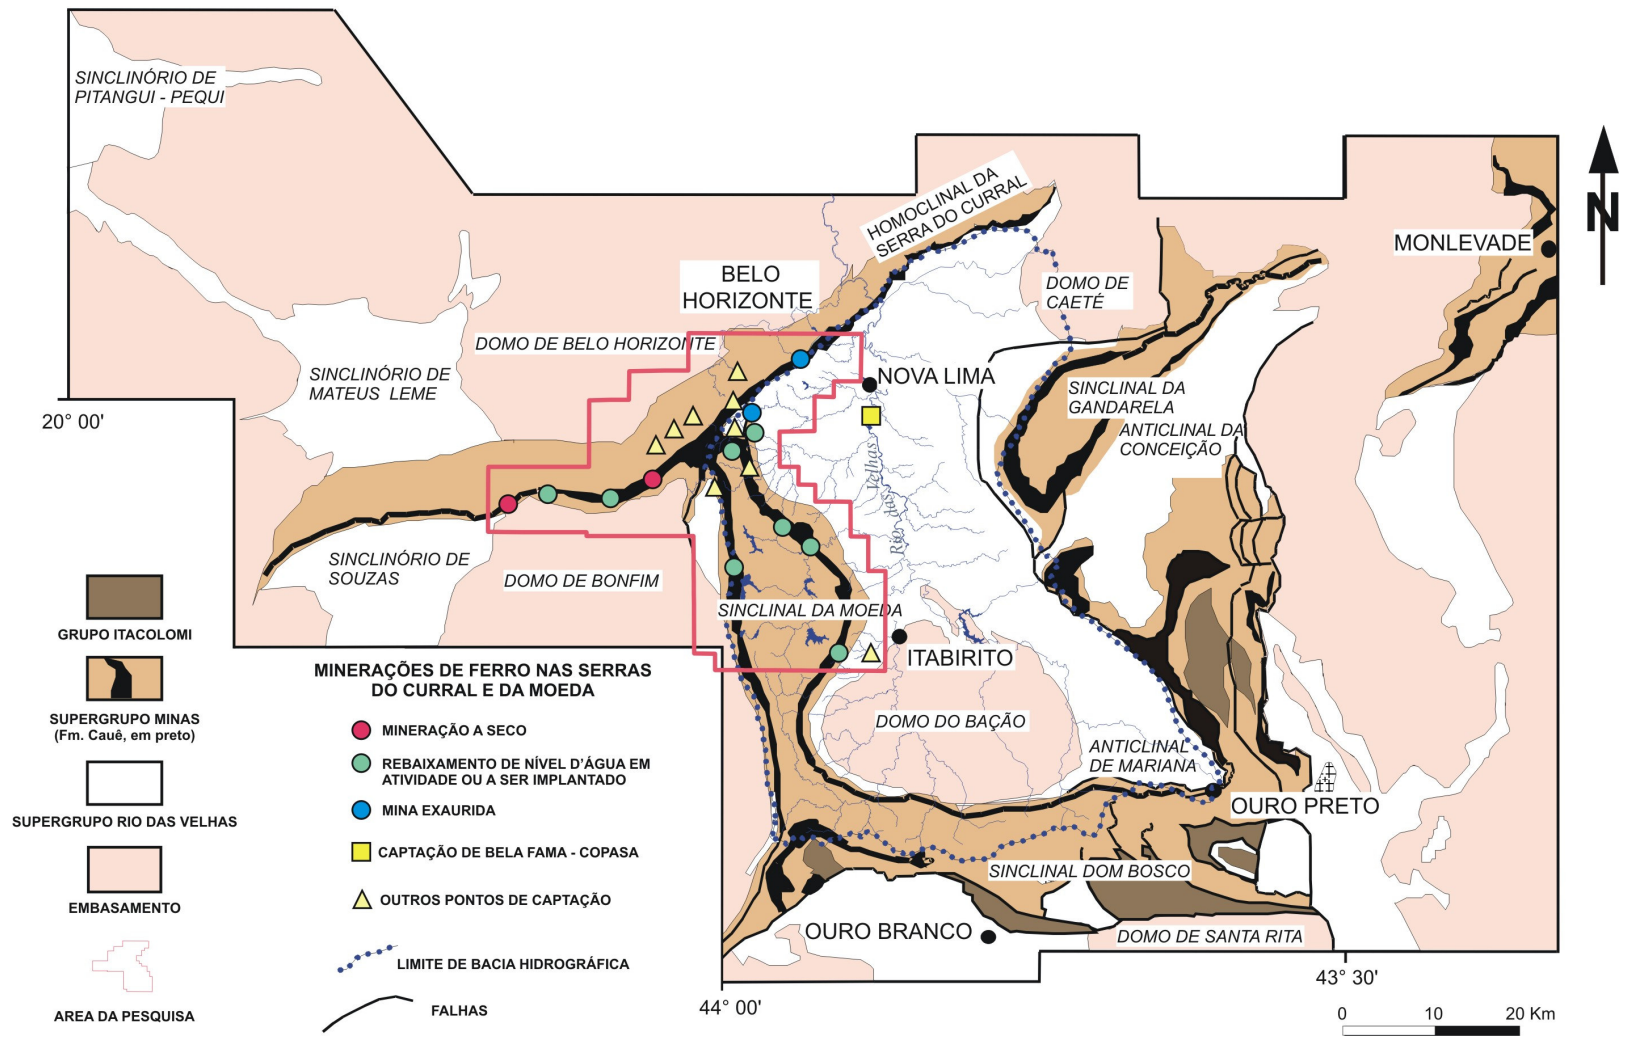 SINCLINÓRIO DE
PITANGUI - PEQUI
HOMOCLINAL DA
SERRA DO CURRAL
N
MONLEVADE
BELO
HORIZONTE
DOMO DE
CAETÉ
DOMO DE BELO HORIZONTE
SINCLINÓRIO DE
MATEUS LEME
NOVA LIMA
SINCLINAL DA
GANDARELA
20° 00'
ANTICLINAL DA
CONCEIÇÃO
Rio das Velhas
SINCLINÓRIO DE
SOUZAS
DOMO DE BONFIM
SINCLINAL DA MOEDA
ITABIRITO
DOMO DO BAÇÃO
ANTICLINAL
DE MARIANA
OURO PRETO
SINCLINAL DOM BOSCO
OURO BRANCO
DOMO DE SANTA RITA
44° 00'
43° 30'
0 10 20 Km
GRUPO ITACOLOMI
SUPERGRUPO MINAS
(Fm. Cauê, em preto)
SUPERGRUPO RIO DAS VELHAS
EMBASAMENTO
AREA DA PESQUISA
MINERAÇÕES DE FERRO NAS SERRAS
DO CURRAL E DA MOEDA
MINERAÇÃO A SECO
REBAIXAMENTO DE NÍVEL D'ÁGUA EM
ATIVIDADE OU A SER IMPLANTADO
MINA EXAURIDA
CAPTAÇÃO DE BELA FAMA - COPASA
OUTROS PONTOS DE CAPTAÇÃO
LIMITE DE BACIA HIDROGRÁFICA
FALHAS